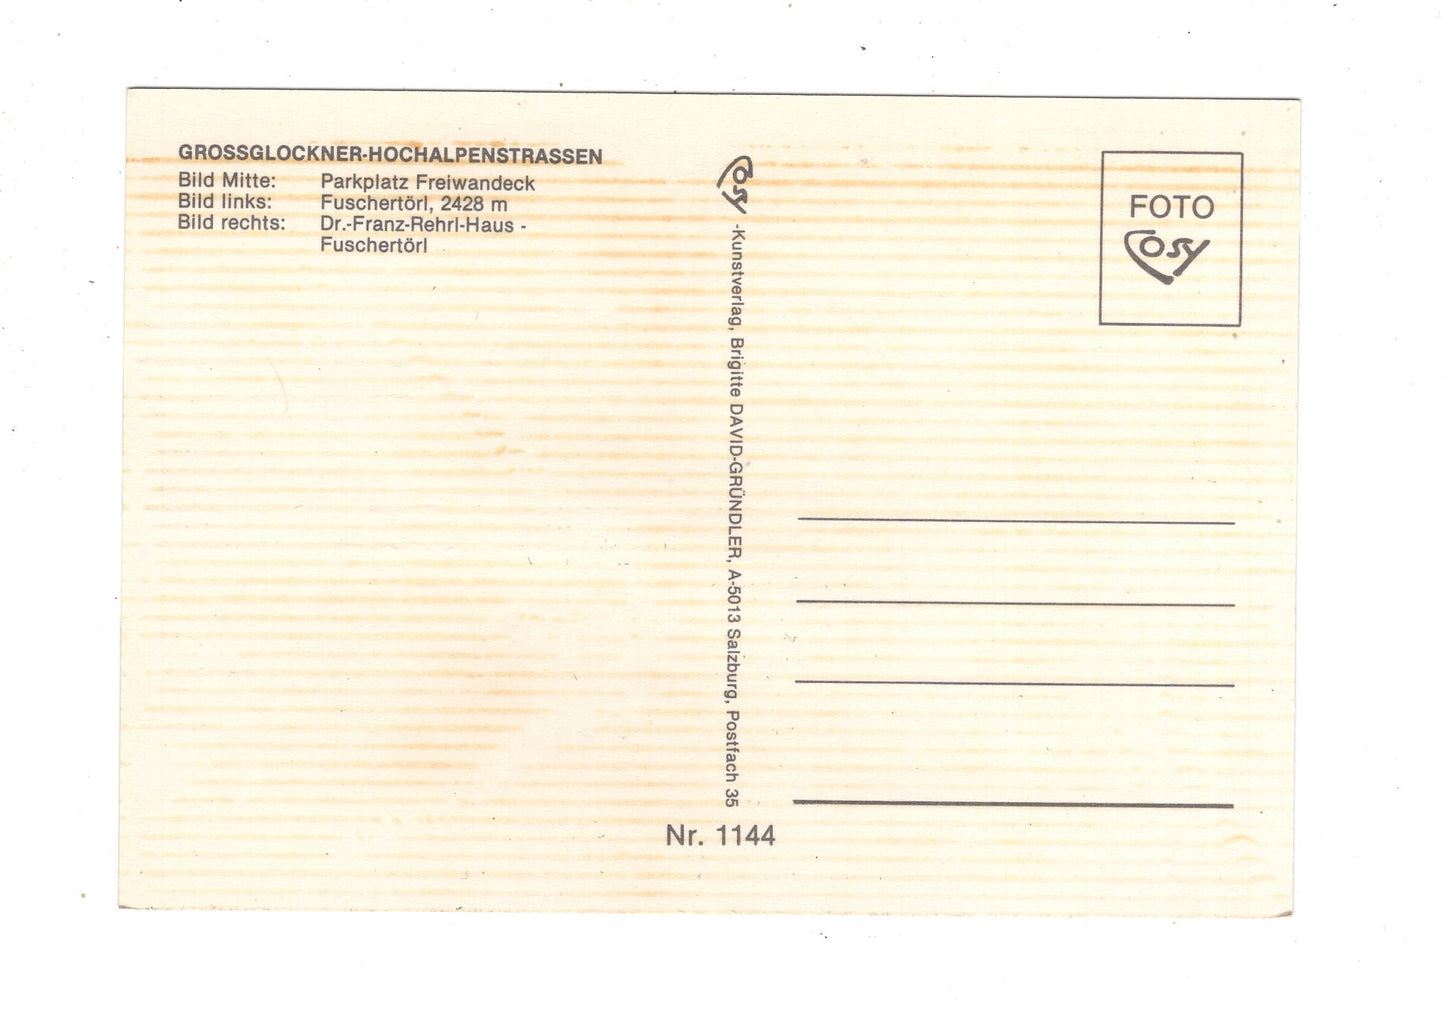 GROSSGLOCKNER-HOCHALPENSTRASSEN
Bild Mitte: Parkplatz Freiwandeck
Bild links: Fuschertörl, 2428 m
Bild rechts: Dr.-Franz-Rehrl-Haus -
Fuschertörl
Cosy -Kunstverlag, Brigitte DAVID-GRÜNDLER, A-5013 Salzburg, Postfach 35
Nr. 1144
FOTO
Cosy